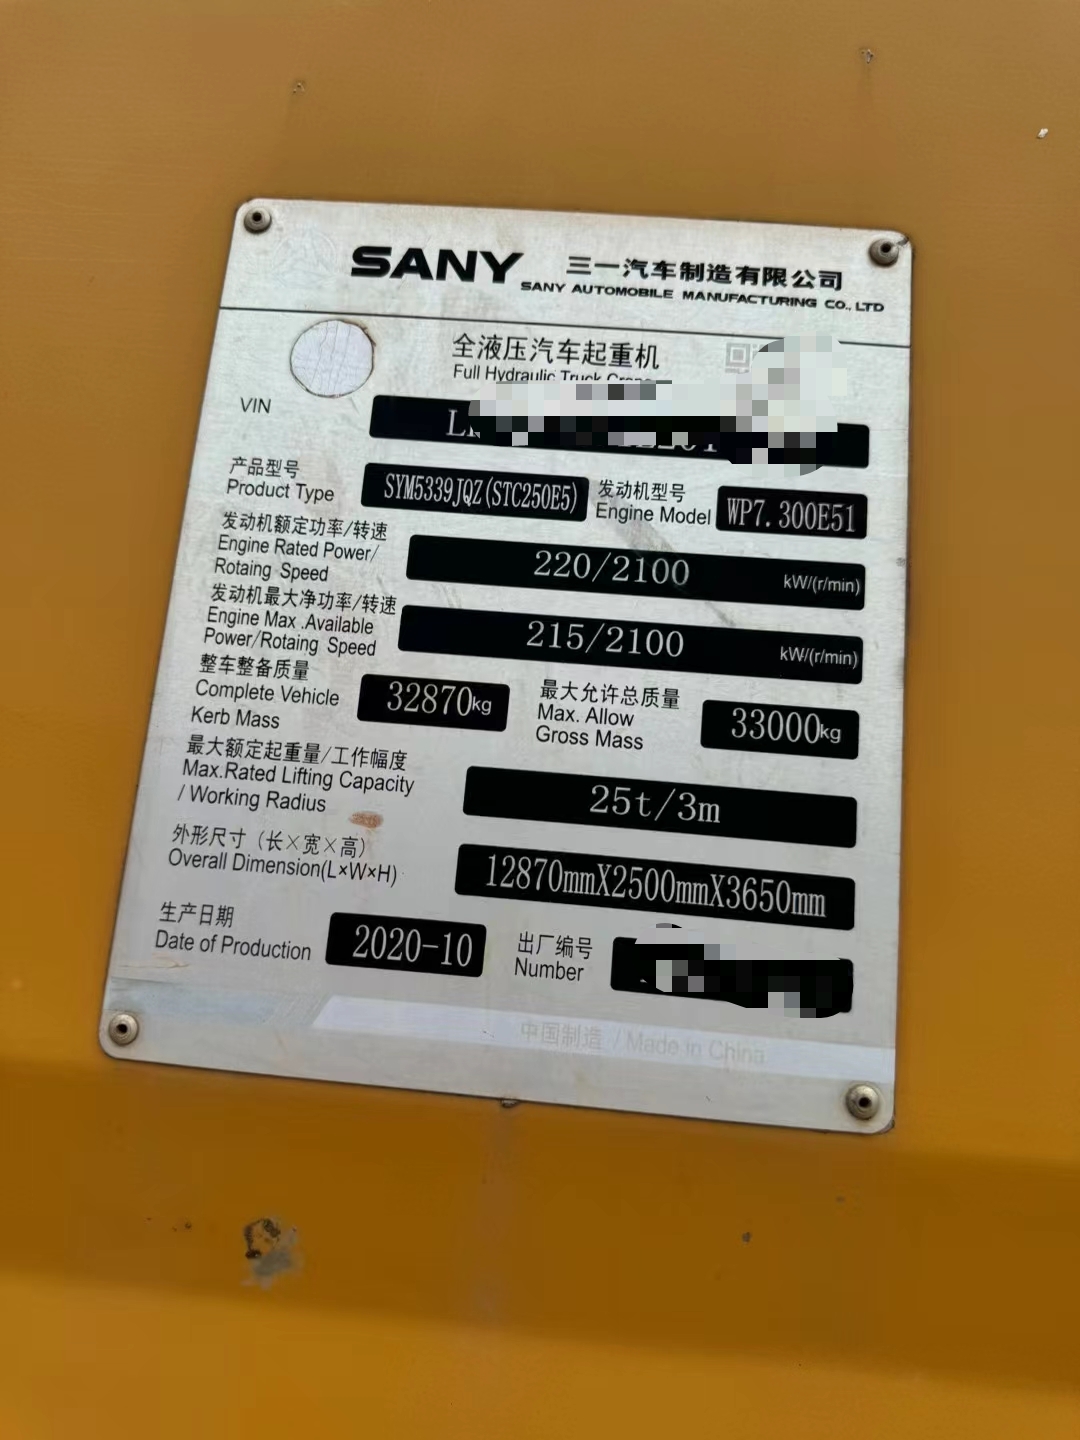 SANY 三一汽车制造有限公司
SANY AUTOMOBILE MANUFACTURING CO., LTD
全液压汽车起重机
Full Hydraulic Truck Crane
VIN
产品型号
Product Type
SYM5339JQZ(STC250E5)
发动机型号
Engine Model
WP7.300E51
发动机额定功率/转速
Engine Rated Power/
Rotaing Speed
220/2100 kW/(r/min)
发动机最大净功率/转速
Engine Max .Available
Power/Rotaing Speed
215/2100 kW/(r/min)
整车整备质量
Complete Vehicle
Kerb Mass
32870kg
最大允许总质量
Max. Allow
Gross Mass
33000kg
最大额定起重量/工作幅度
Max.Rated Lifting Capacity
/ Working Radius
25t/3m
外形尺寸（长×宽×高）
Overall Dimension(L×W×H)
12870mmX2500mmX3650mm
生产日期
Date of Production
2020-10
出厂编号
Number
中国制造 / Made in China